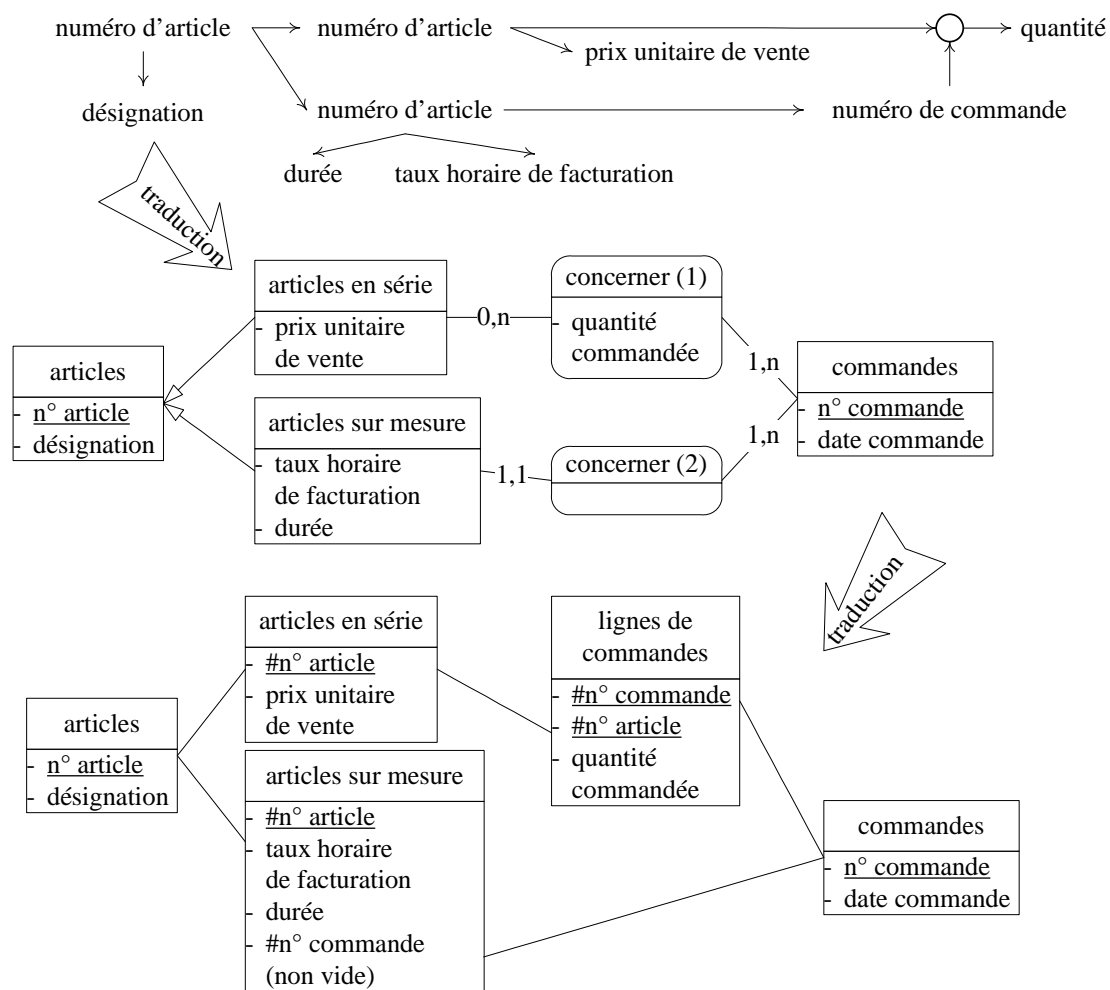 numéro d'article numéro d'article quantité
prix unitaire de vente
désignation numéro d'article numéro de commande
durée taux horaire de facturation
traduction
articles en série
- prix unitaire
de vente
0,n
concerner (1)
- quantité
commandée
1,n
articles
- n° article
- désignation
commandes
- n° commande
- date commande
articles sur mesure
- taux horaire
de facturation
- durée
1,1
concerner (2)
1,n
traduction
articles en série
- #n° article
- prix unitaire
de vente
lignes de
commandes
- #n° commande
- #n° article
- quantité
commandée
articles
- n° article
- désignation
articles sur mesure
- #n° article
- taux horaire
de facturation
- durée
- #n° commande
(non vide)
commandes
- n° commande
- date commande